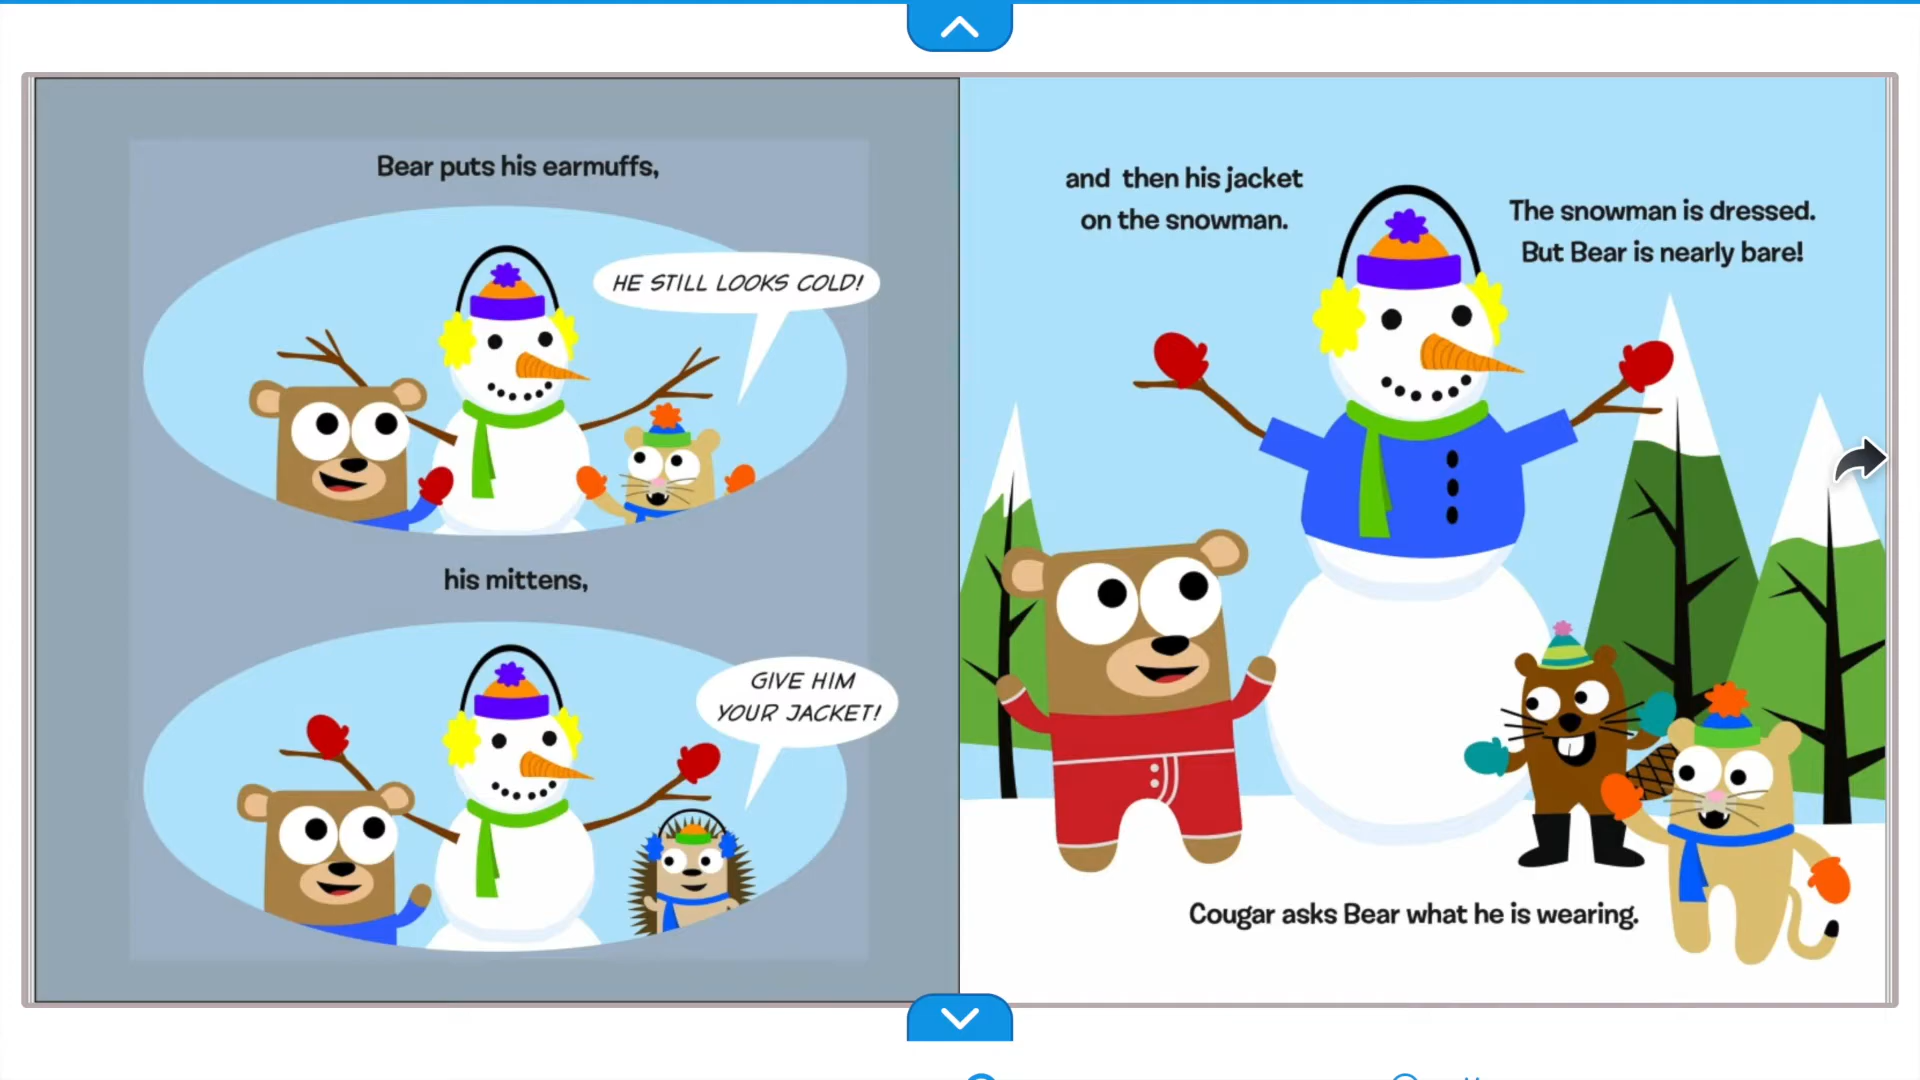 Bear puts his earmuffs,
HE STILL LOOKS COLD!
his mittens,
GIVE HIM
YOUR JACKET!
and then his jacket
on the snowman.
The snowman is dressed.
But Bear is nearly bare!
Cougar asks Bear what he is wearing.